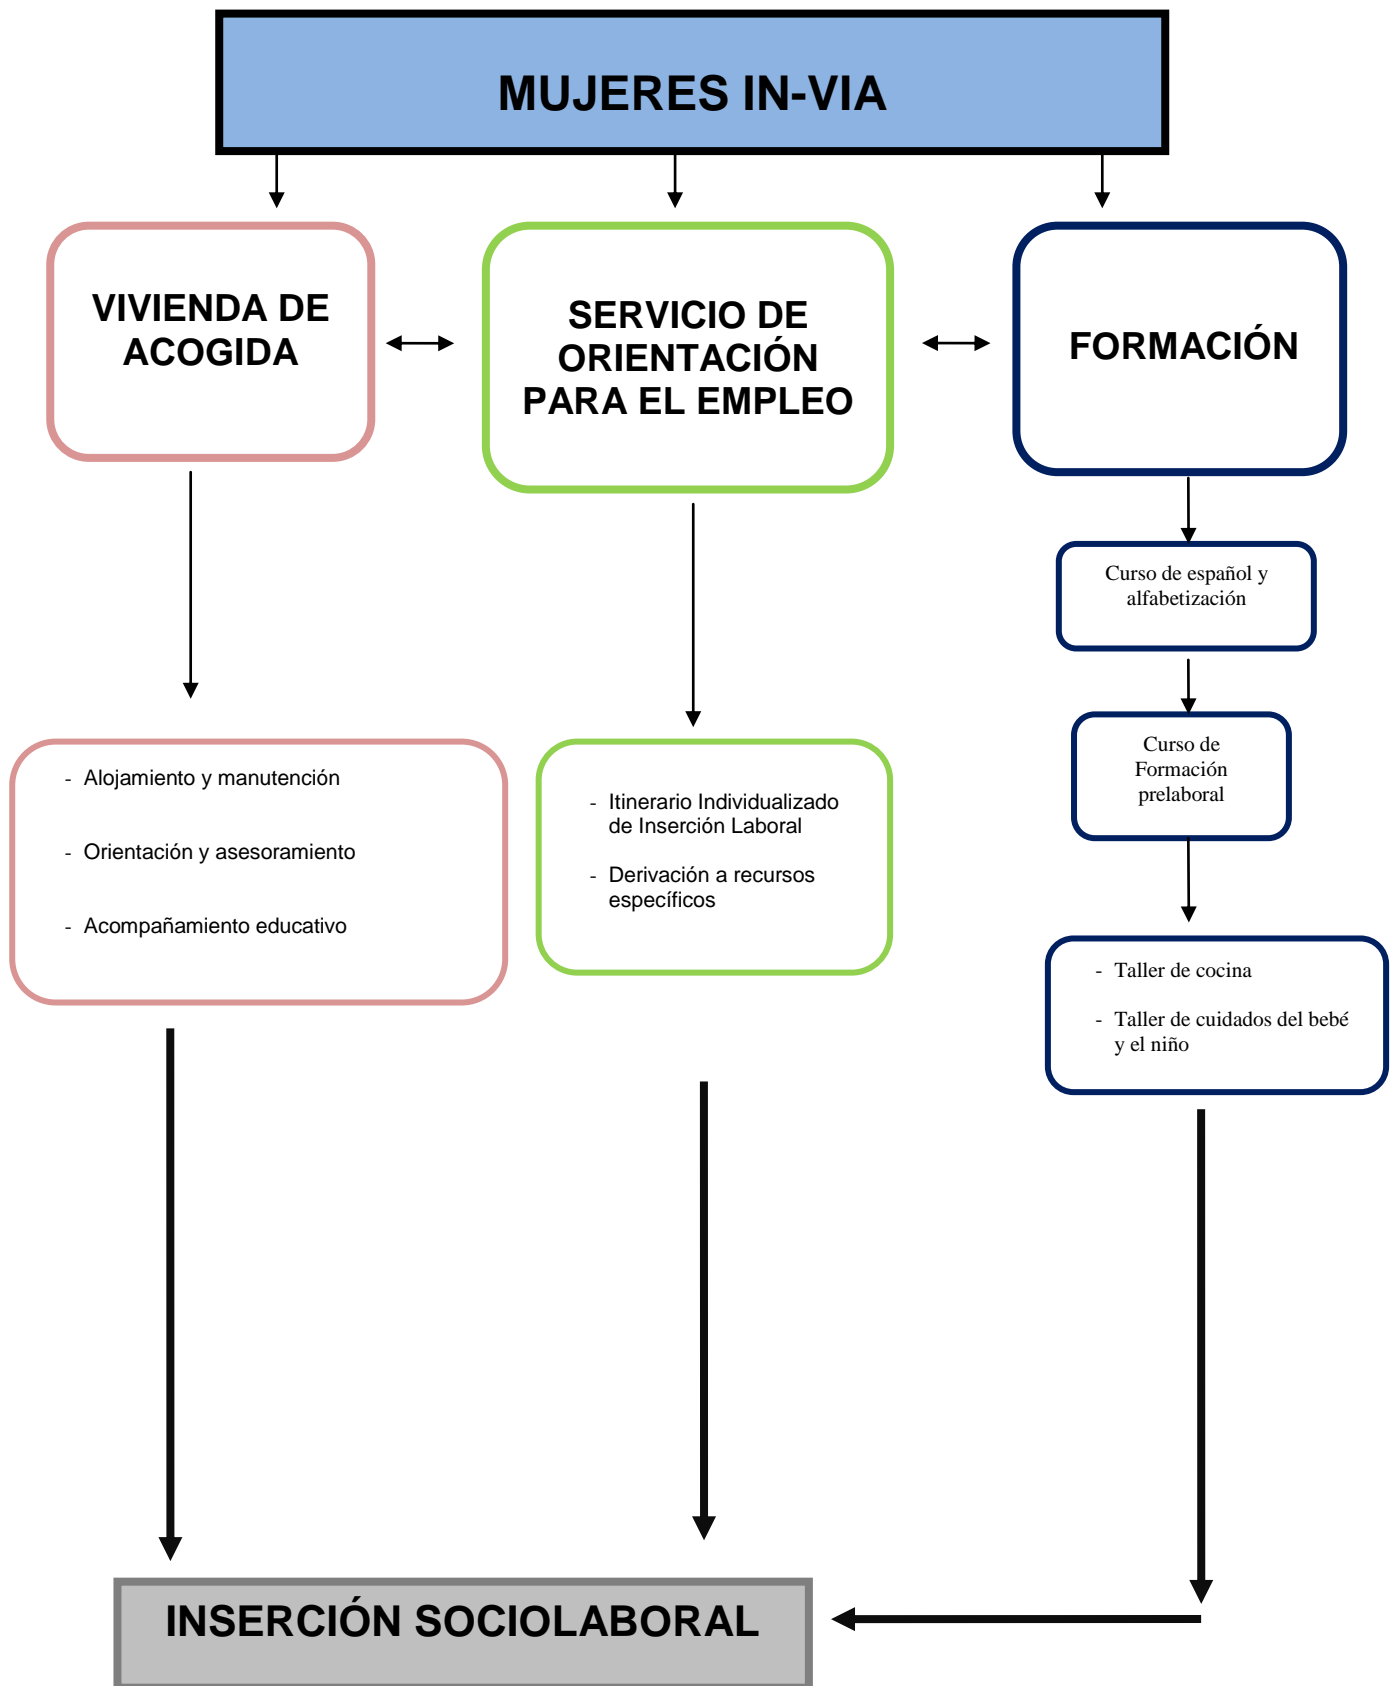 MUJERES IN-VIA
VIVIENDA DE
ACOGIDA
SERVICIO DE
ORIENTACIÓN
PARA EL EMPLEO
FORMACIÓN
Curso de español y
alfabetización
Curso de
Formación
prelaboral
- Alojamiento y manutención
- Orientación y asesoramiento
- Acompañamiento educativo
- Itinerario Individualizado
de Inserción Laboral
- Derivación a recursos
específicos
- Taller de cocina
- Taller de cuidados del bebé
y el niño
INSERCIÓN SOCIOLABORAL